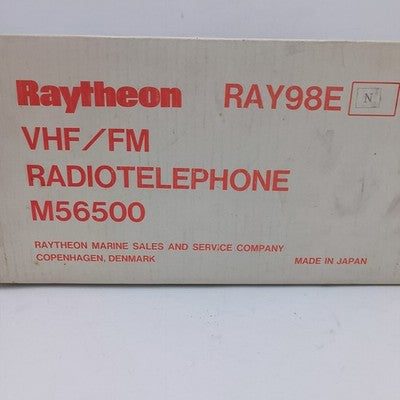 Raytheon RAY98E N
VHF/FM
RADIOTELEPHONE
M56500
RAYTHEON MARINE SALES AND SERVICE COMPANY
COPENHAGEN, DENMARK MADE IN JAPAN